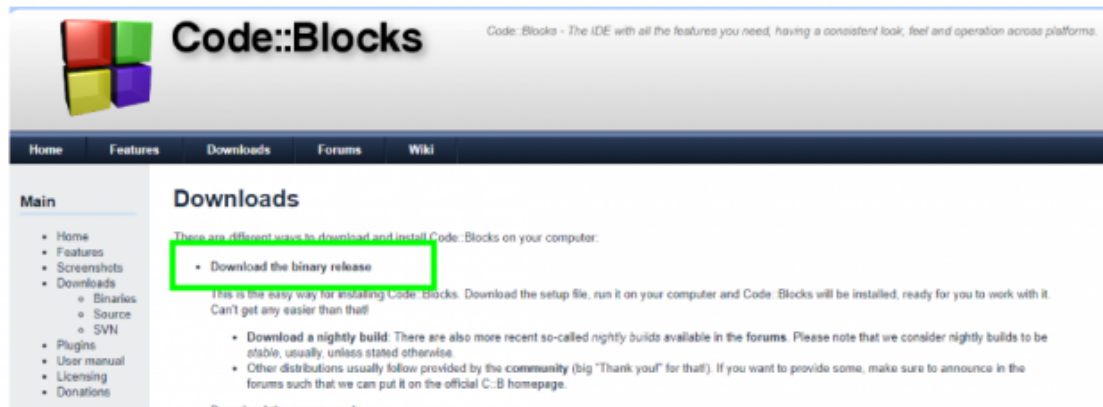 Code::Blocks
Code::Blocks - The IDE with all the features you need, having a consistent look, feel and operation across platforms.
Home Features Downloads Forums Wiki
Main
Home
Features
Screenshots
Downloads
Binaries
Source
SVN
Plugins
User manual
Licensing
Donations
Downloads
There are different ways to download and install Code::Blocks on your computer:
Download the binary release
This is the easy way for installing Code::Blocks. Download the setup file, run it on your computer and Code::Blocks will be installed, ready for you to work with it.
Can't get any easier than that!
Download a nightly build: There are also more recent so-called nightly builds available in the forums. Please note that we consider nightly builds to be
stable, usually, unless stated otherwise.
Other distributions usually follow provided by the community (big "Thank you!" for that!). If you want to provide some, make sure to announce in the
forums such that we can put it on the official C::B homepage.